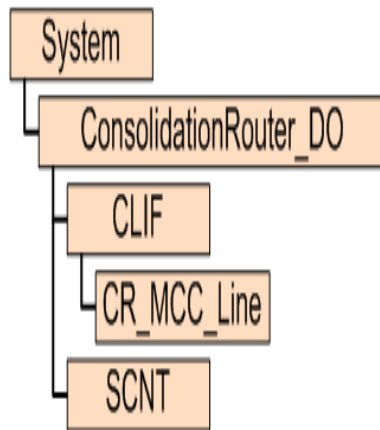 System
ConsolidationRouter_DO
CLIF
CR_MCC_Line
SCNT